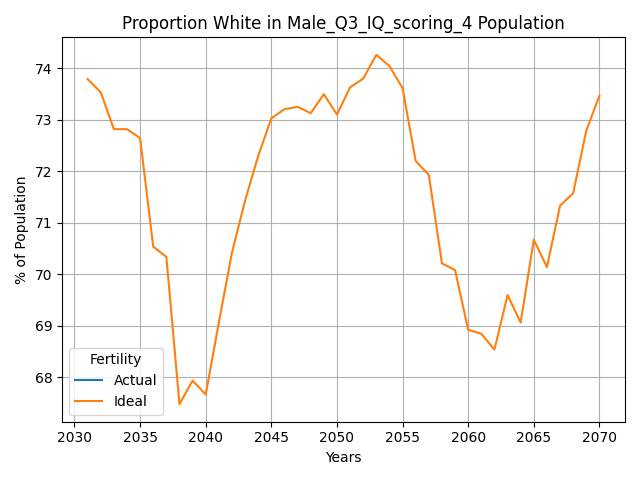 Proportion White in Male_Q3_IQ_scoring_4 Population
% of Population
74
73
72
71
70
69
68
Fertility
Actual
Ideal
2030 2035 2040 2045 2050 2055 2060 2065 2070
Years